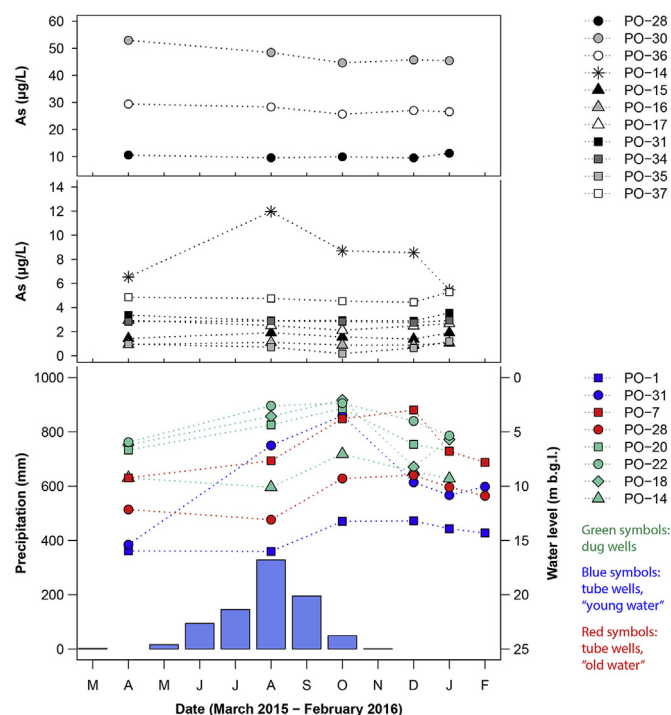 60
50
40
30
20
10
As (µg/L)
PO−28
PO−30
PO−36
PO−14
PO−15
PO−16
PO−17
PO−31
PO−34
PO−35
PO−37
14
12
10
8
6
4
2
0
As (µg/L)
1000
800
600
400
200
0
Precipitation (mm)
0
5
10
15
20
25
Water level (m b.g.l.)
PO−1
PO−31
PO−7
PO−28
PO−20
PO−22
PO−18
PO−14
Green symbols:
dug wells
Blue symbols:
tube wells,
"young water"
Red symbols:
tube wells,
"old water"
M A M J J A S O N D J F
Date (March 2015 − February 2016)